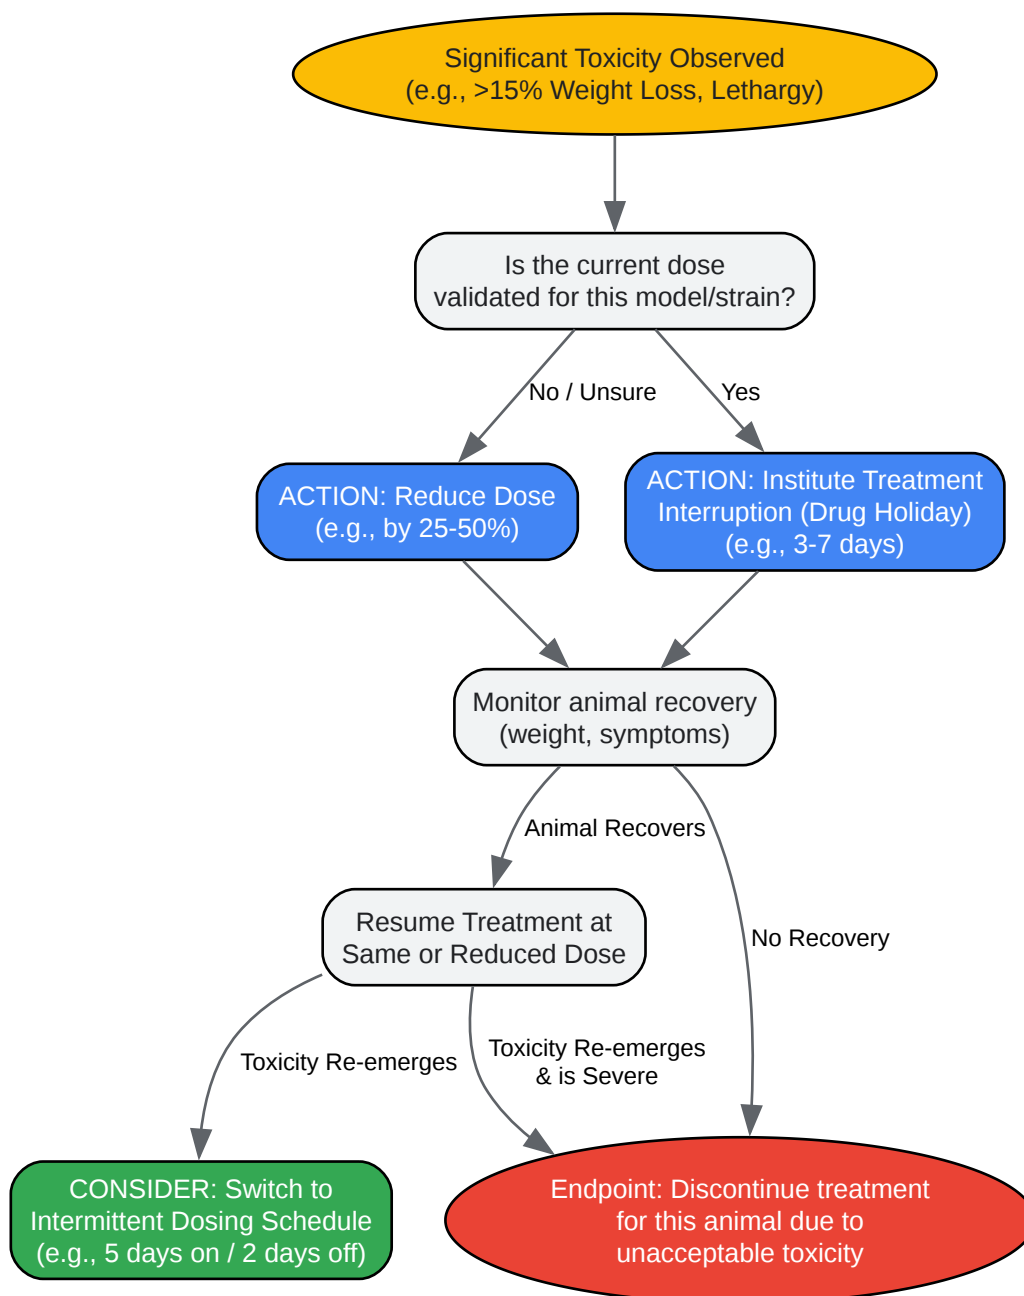 Significant Toxicity Observed
(e.g., >15% Weight Loss, Lethargy)
Is the current dose
validated for this model/strain?
No / Unsure
Yes
ACTION: Reduce Dose
(e.g., by 25-50%)
ACTION: Institute Treatment
Interruption (Drug Holiday)
(e.g., 3-7 days)
Monitor animal recovery
(weight, symptoms)
Animal Recovers
No Recovery
Resume Treatment at
Same or Reduced Dose
Toxicity Re-emerges
Toxicity Re-emerges
& is Severe
CONSIDER: Switch to
Intermittent Dosing Schedule
(e.g., 5 days on / 2 days off)
Endpoint: Discontinue treatment
for this animal due to
unacceptable toxicity